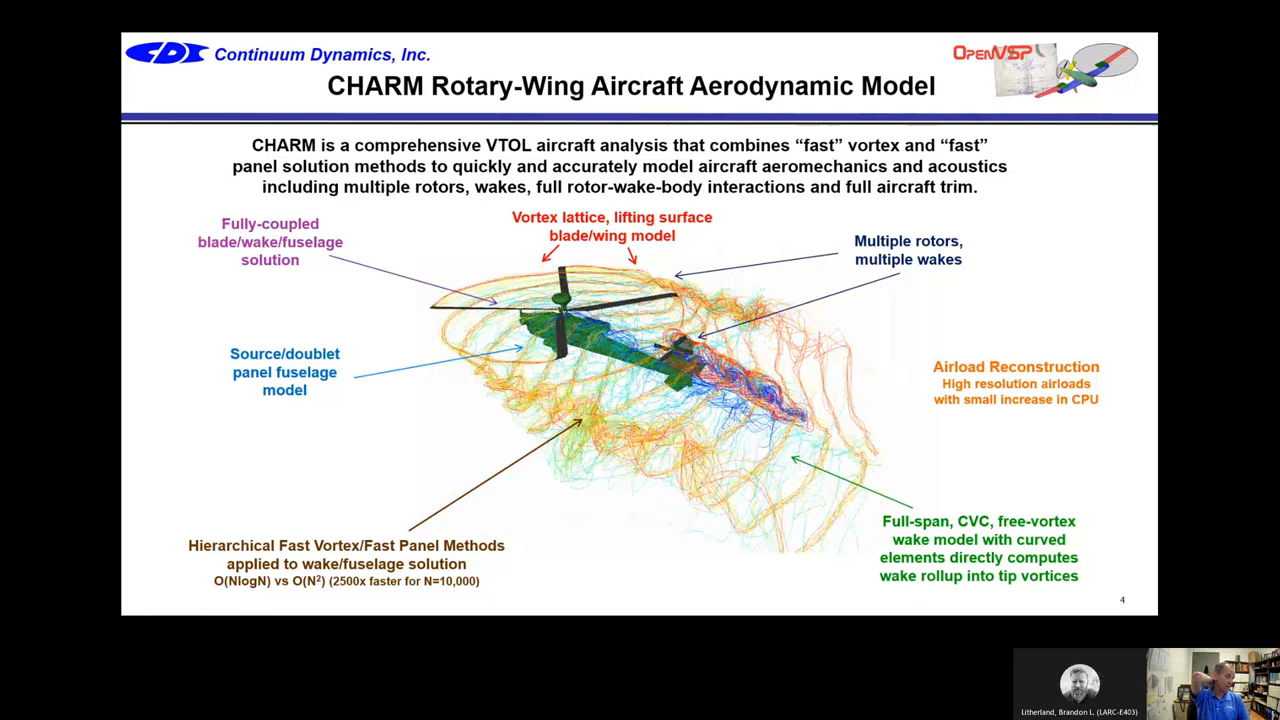 CDI Continuum Dynamics, Inc.
OpenVSP
CHARM Rotary-Wing Aircraft Aerodynamic Model
CHARM is a comprehensive VTOL aircraft analysis that combines “fast” vortex and “fast”
panel solution methods to quickly and accurately model aircraft aeromechanics and acoustics
including multiple rotors, wakes, full rotor-wake-body interactions and full aircraft trim.
Fully-coupled
blade/wake/fuselage
solution
Vortex lattice, lifting surface
blade/wing model
Multiple rotors,
multiple wakes
Source/doublet
panel fuselage
model
Airload Reconstruction
High resolution airloads
with small increase in CPU
Hierarchical Fast Vortex/Fast Panel Methods
applied to wake/fuselage solution
O(NlogN) vs O(N²) (2500x faster for N=10,000)
Full-span, CVC, free-vortex
wake model with curved
elements directly computes
wake rollup into tip vortices
4
Litherland, Brandon L. (LARC-E403)